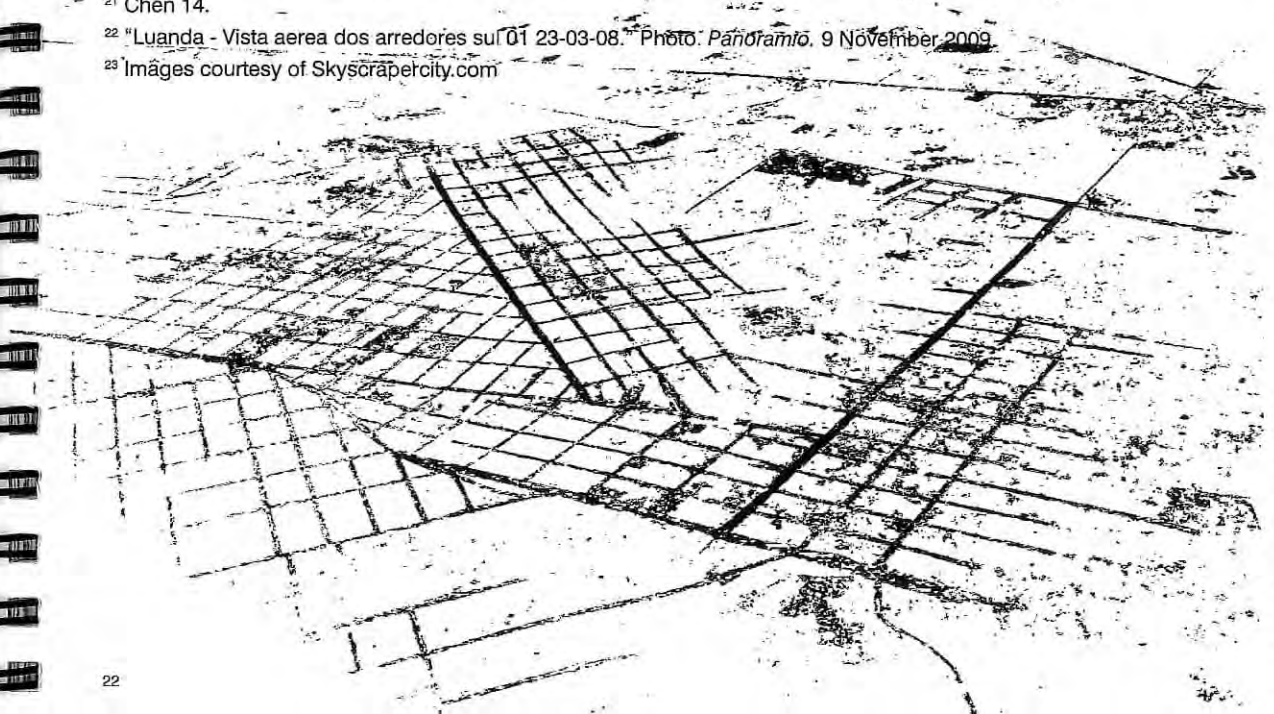 21 Chen 14.
22 "Luanda - Vista aerea dos arredores sul 01 23-03-08." Photo. Panoramio. 9 November 2009
23 Images courtesy of Skyscrapercity.com
22